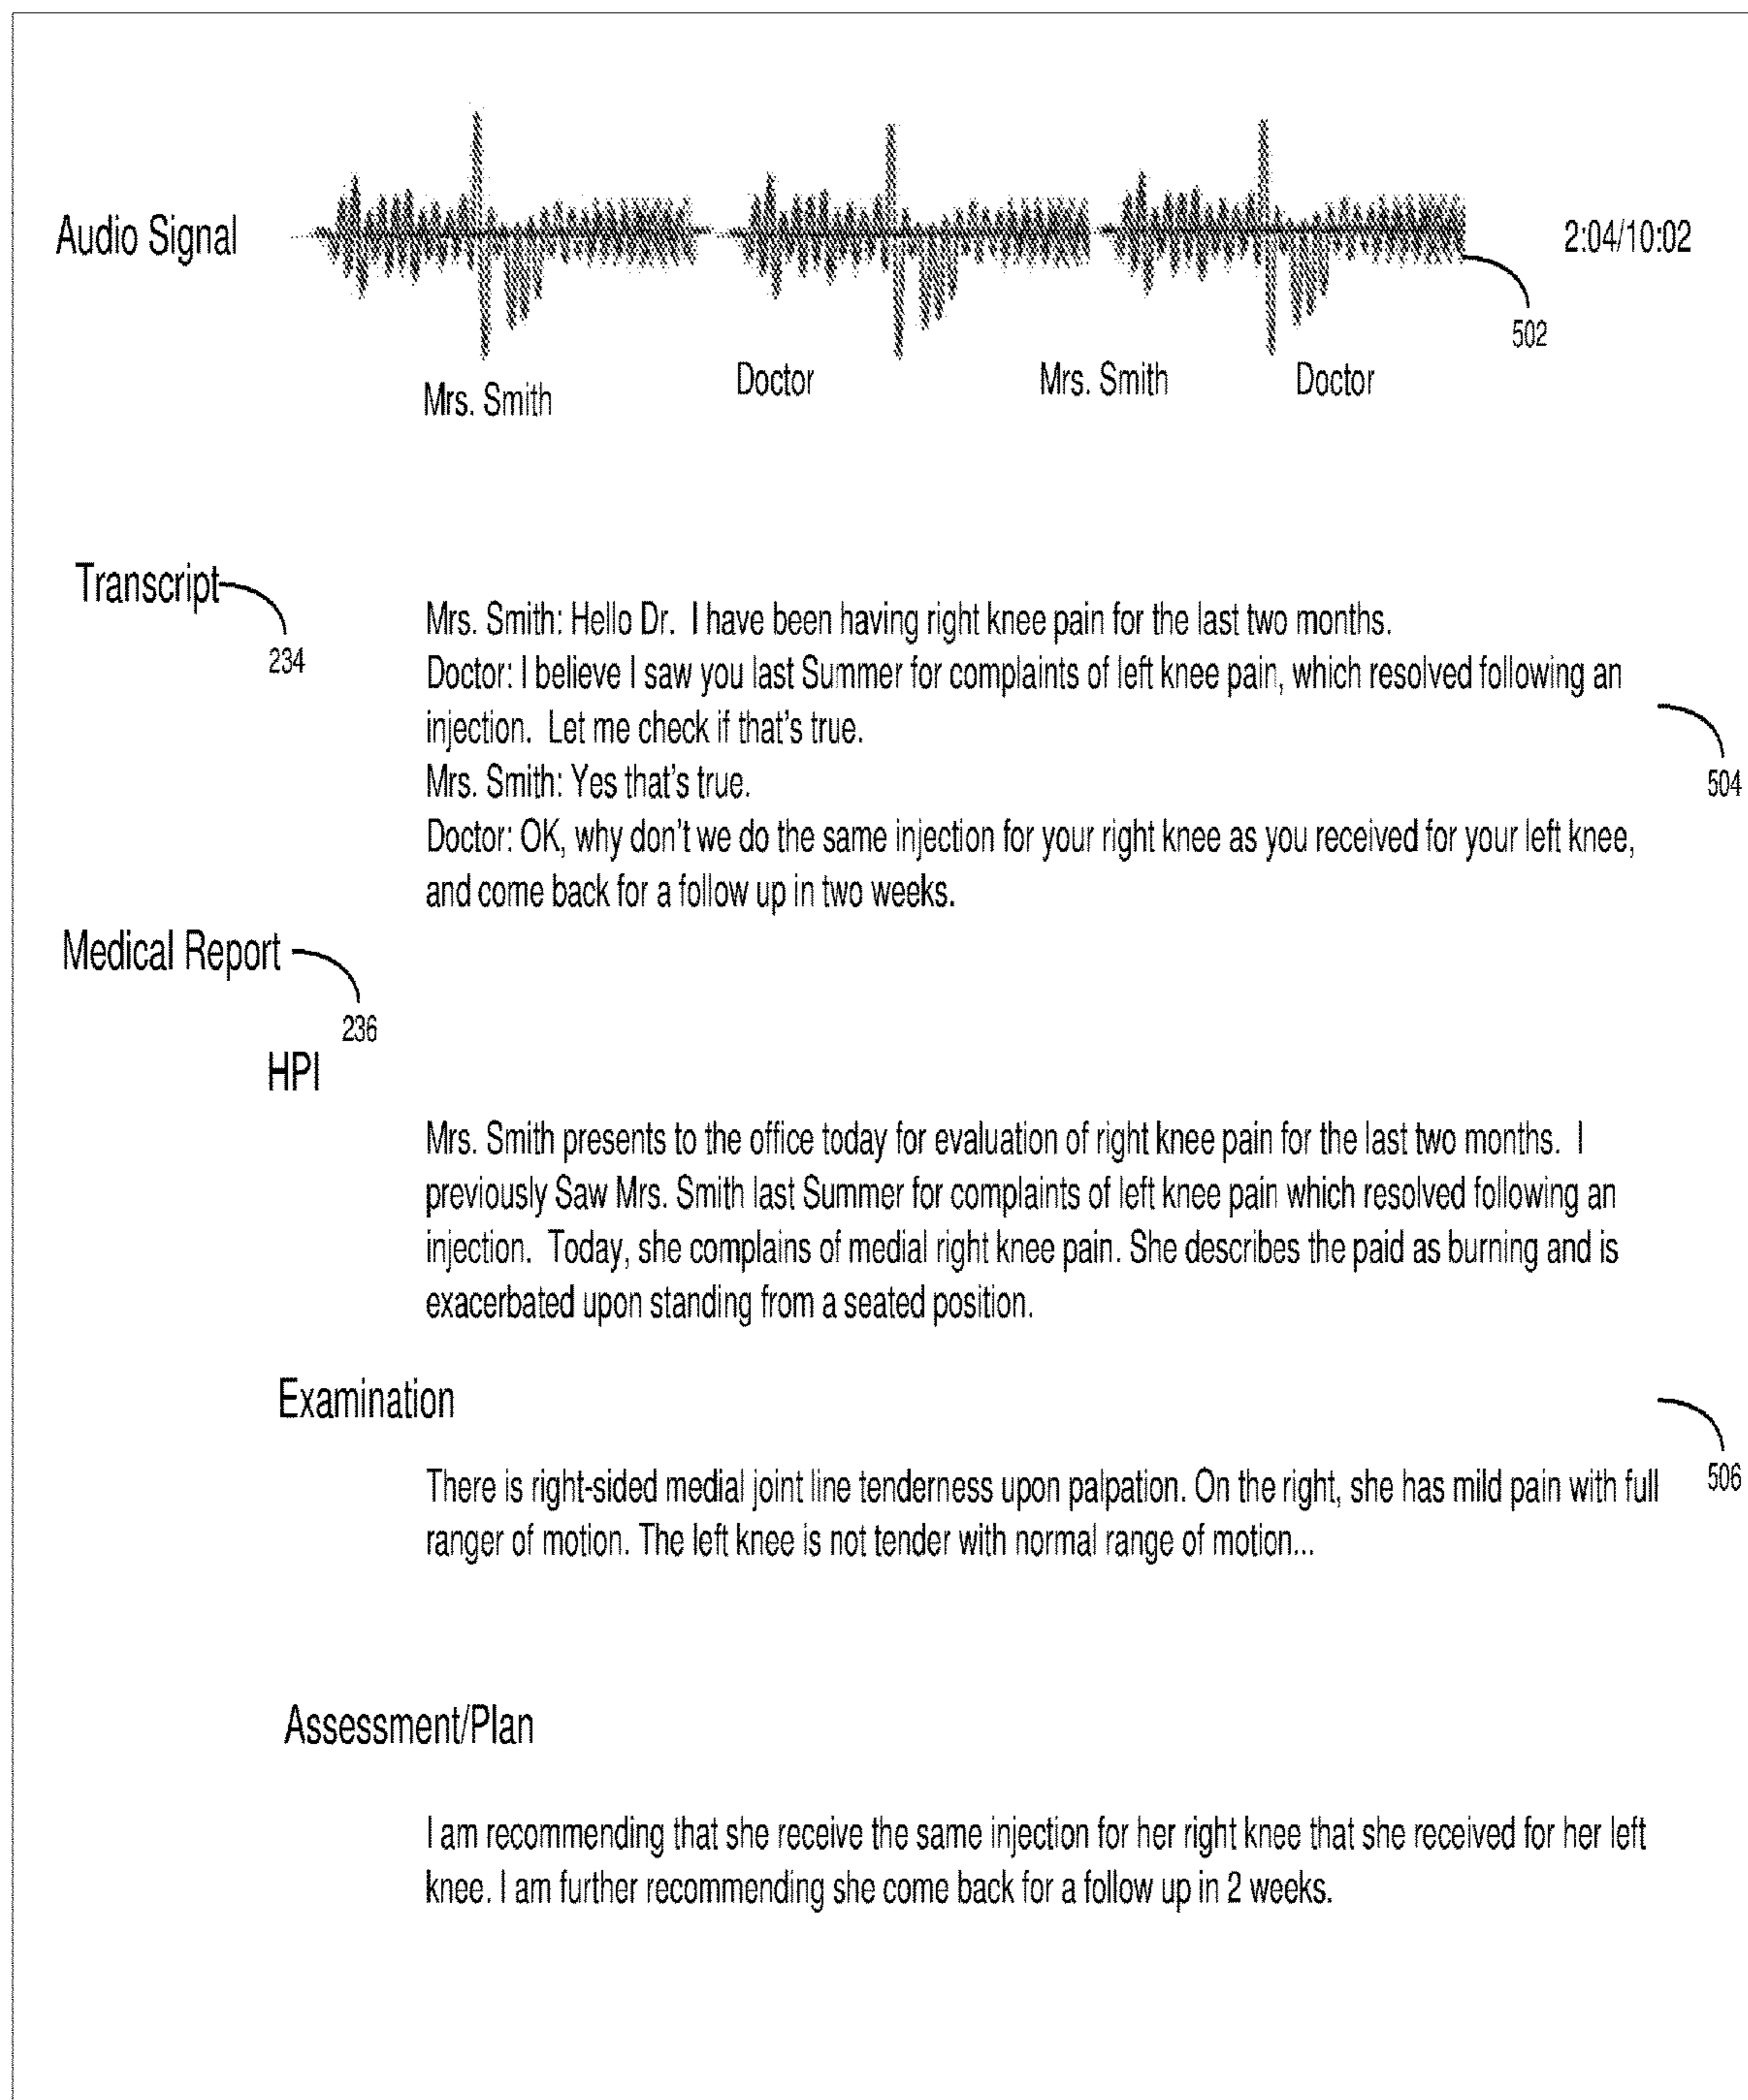 Audio Signal
2:04/10:02
502
Mrs. Smith
Doctor
Mrs. Smith
Doctor
Transcript
234
Mrs. Smith: Hello Dr.  I have been having right knee pain for the last two months.
Doctor: I believe I saw you last Summer for complaints of left knee pain, which resolved following an
injection.  Let me check if that's true.
504
Mrs. Smith: Yes that's true.
Doctor: OK, why don't we do the same injection for your right knee as you received for your left knee,
and come back for a follow up in two weeks.
Medical Report
236
HPI
Mrs. Smith presents to the office today for evaluation of right knee pain for the last two months.  I
previously Saw Mrs. Smith last Summer for complaints of left knee pain which resolved following an
injection.  Today, she complains of medial right knee pain. She describes the paid as burning and is
exacerbated upon standing from a seated position.
Examination
506
There is right-sided medial joint line tenderness upon palpation. On the right, she has mild pain with full
ranger of motion. The left knee is not tender with normal range of motion...
Assessment/Plan
I am recommending that she receive the same injection for her right knee that she received for her left
knee. I am further recommending she come back for a follow up in 2 weeks.